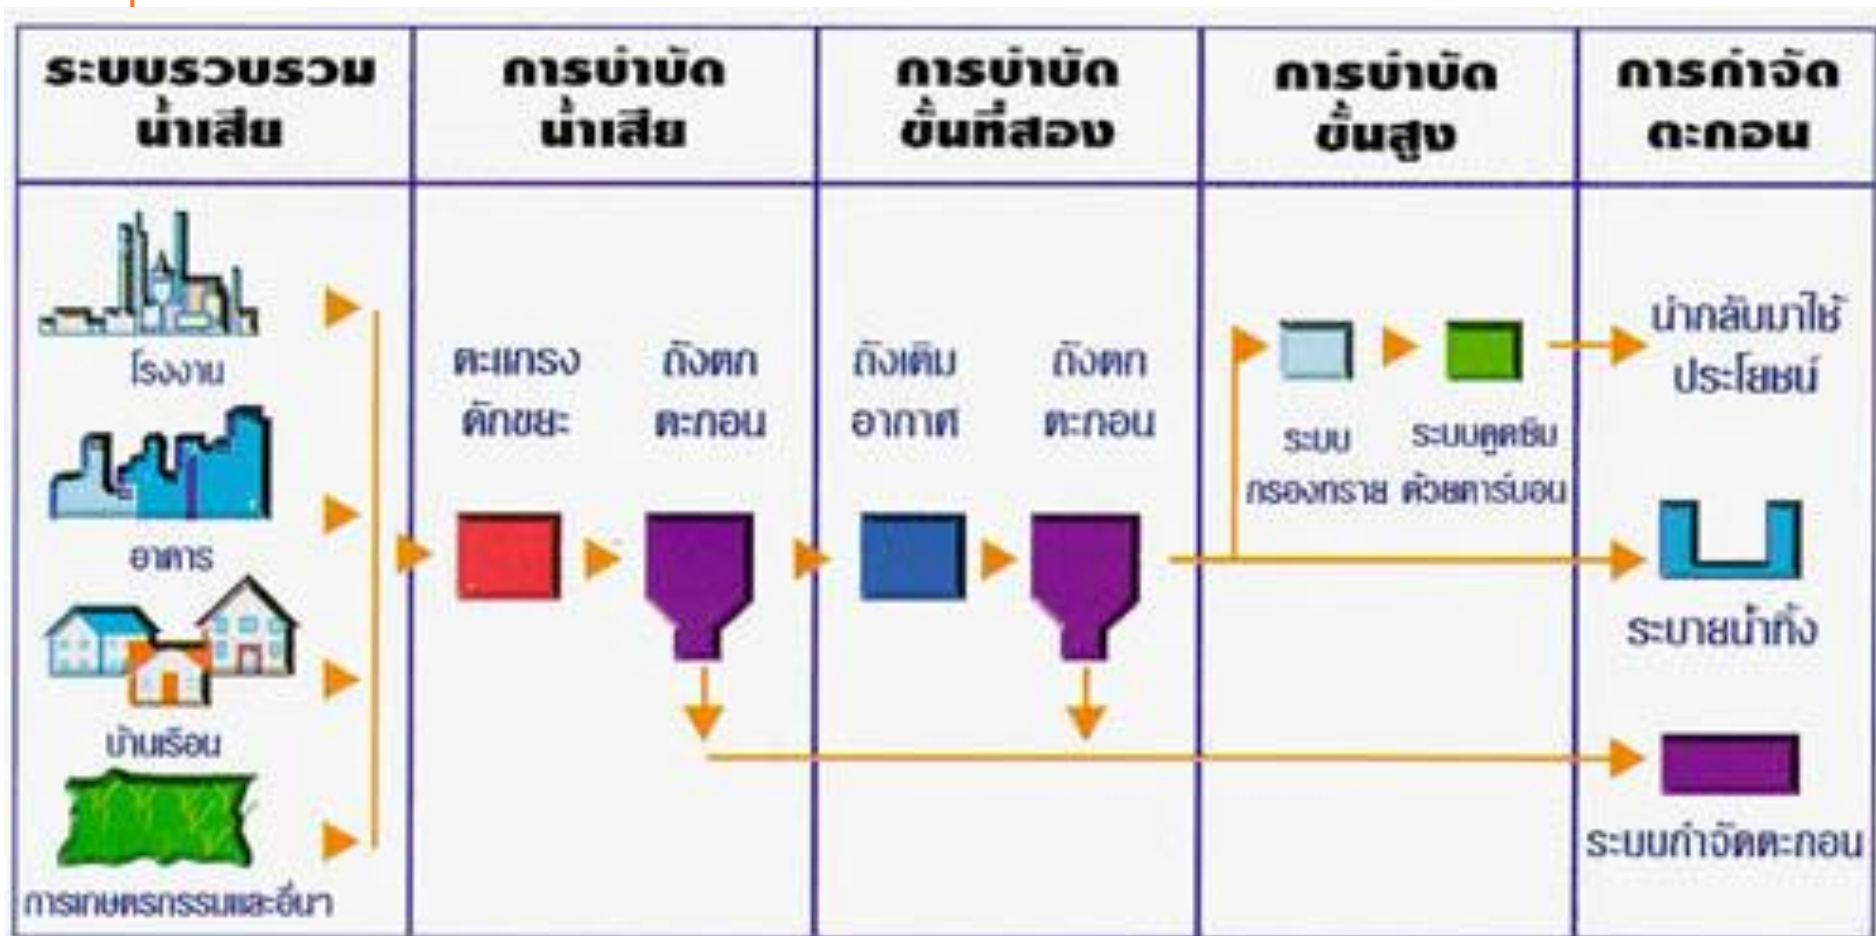 ระบบรวบรวม
น้ำเสีย
การบำบัด
น้ำเสีย
การบำบัด
ขั้นที่สอง
การบำบัด
ขั้นสูง
การกำจัด
ตะกอน
โรงงาน
อาคาร
บ้านเรือน
การเกษตรกรรมและอื่นๆ
ตะแกรง
ดักขยะ
ถังตก
ตะกอน
ถังเติม
อากาศ
ถังตก
ตะกอน
ระบบ
กรองทราย
ระบบดูดซับ
ด้วยคาร์บอน
นำกลับมาใช้
ประโยชน์
ระบายน้ำทิ้ง
ระบบกำจัดตะกอน